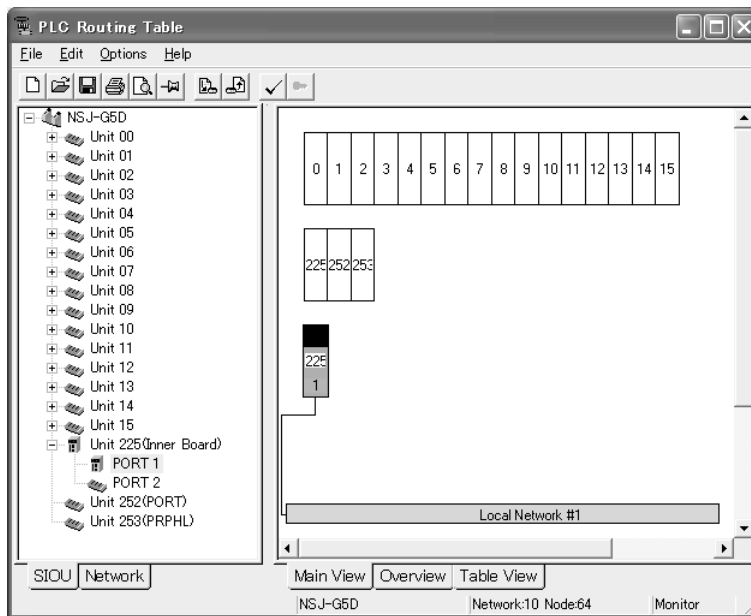 PLC Routing Table
File Edit Options Help
NSJ-G5D
Unit 00
Unit 01
Unit 02
Unit 03
Unit 04
Unit 05
Unit 06
Unit 07
Unit 08
Unit 09
Unit 10
Unit 11
Unit 12
Unit 13
Unit 14
Unit 15
Unit 225(Inner Board)
PORT 1
PORT 2
Unit 252(PORT)
Unit 253(PRPHL)
SIOU Network
0 1 2 3 4 5 6 7 8 9 10 11 12 13 14 15
225 252 253
225
1
Local Network #1
Main View Overview Table View
NSJ-G5D Network:10 Node:64 Monitor